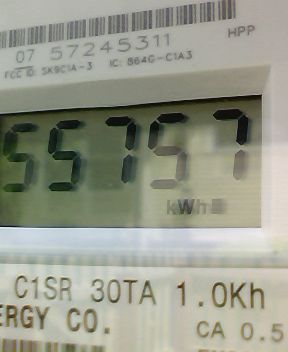 07 57245311
HPP
FCC ID: SK9C1A-3 IC: 864G-C1A3
55757
kWh
C1SR 30TA 1.0Kh
ERGY CO.
CA 0.5